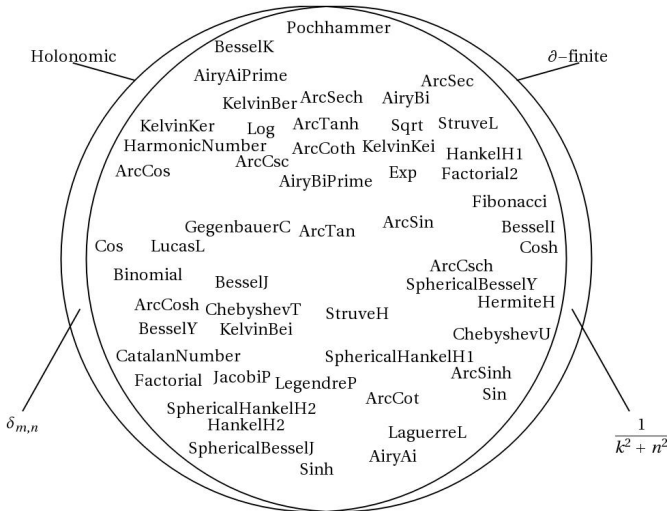 Pochhammer
BesselK
Holonomic
∂–finite
AiryAiPrime
ArcSec
KelvinBer
ArcSech
AiryBi
KelvinKer
Log
ArcTanh
Sqrt
StruveL
HarmonicNumber
ArcCoth
KelvinKei
HankelH1
ArcCos
ArcCsc
AiryBiPrime
Exp
Factorial2
Fibonacci
GegenbauerC
ArcTan
ArcSin
BesselI
Cos
LucasL
Cosh
Binomial
BesselJ
ArcCsch
SphericalBesselY
HermiteH
ArcCosh
ChebyshevT
StruveH
BesselY
KelvinBei
ChebyshevU
CatalanNumber
SphericalHankelH1
Factorial
JacobiP
LegendreP
ArcSinh
ArcCot
Sin
SphericalHankelH2
HankelH2
LaguerreL
δm,n
1
k² + n²
SphericalBesselJ
AiryAi
Sinh